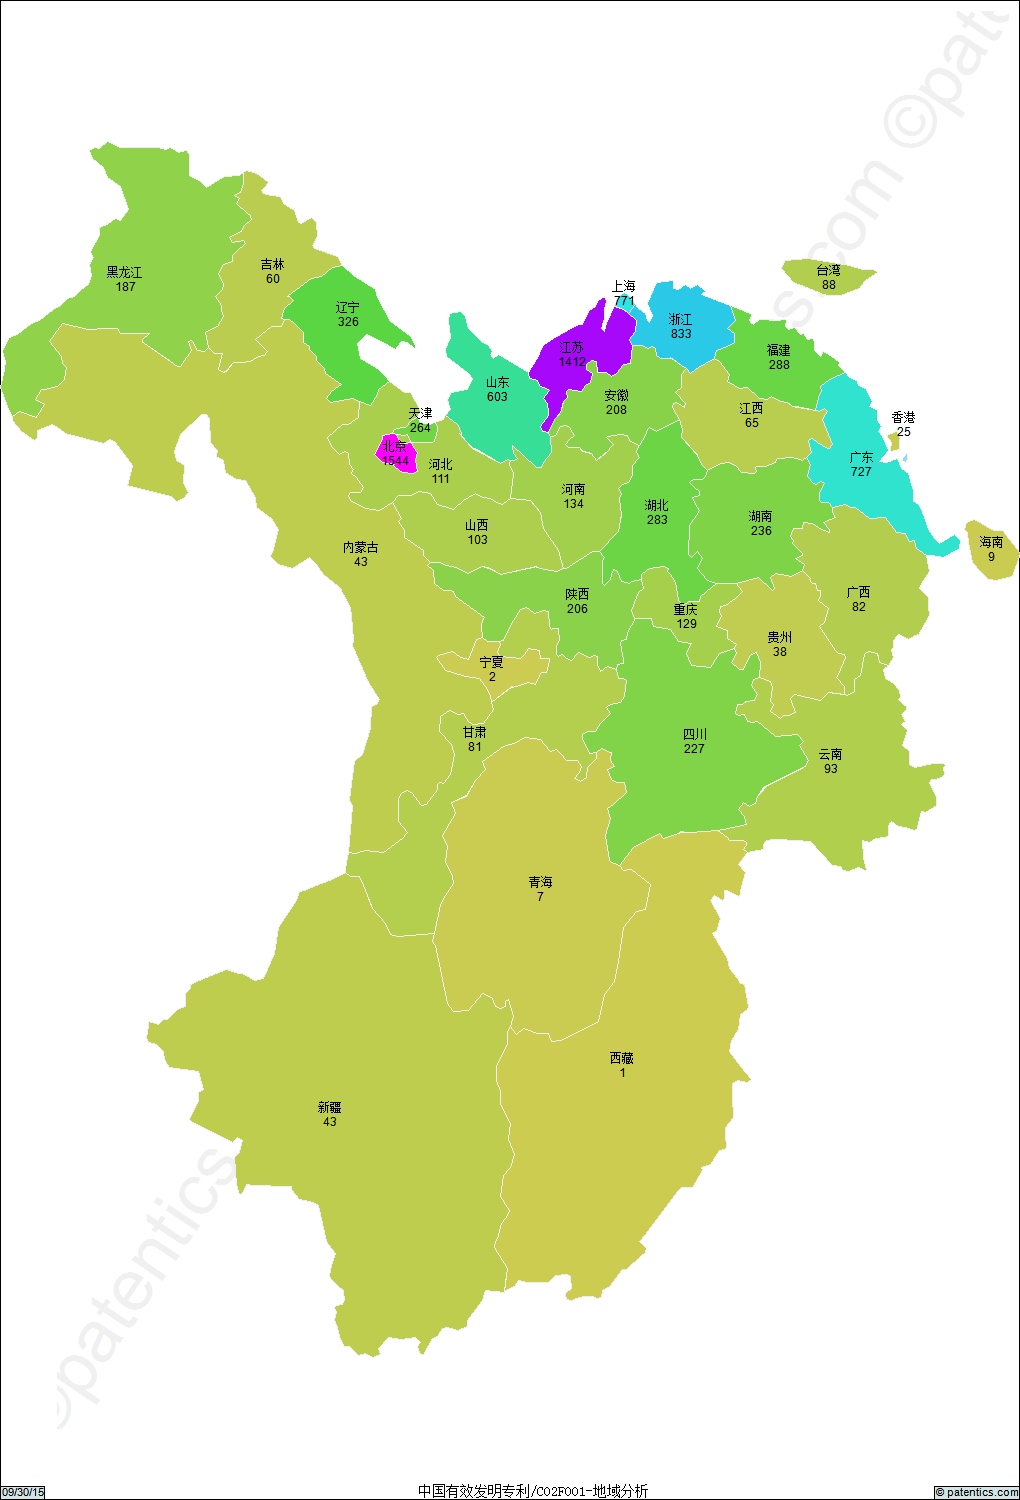 ©patentics.com ©patentics.com
黑龙江
187
吉林
60
辽宁
326
台湾
88
上海
771
浙江
833
江苏
1412
福建
288
山东
603
安徽
208
江西
65
天津
264
香港
25
北京
1544
河北
111
广东
727
河南
134
湖北
283
湖南
236
山西
103
内蒙古
43
海南
9
陕西
206
重庆
129
广西
82
贵州
38
宁夏
2
甘肃
81
四川
227
云南
93
青海
7
西藏
1
新疆
43
09/30/15
中国有效发明专利/C02F001-地域分析
© patentics.com